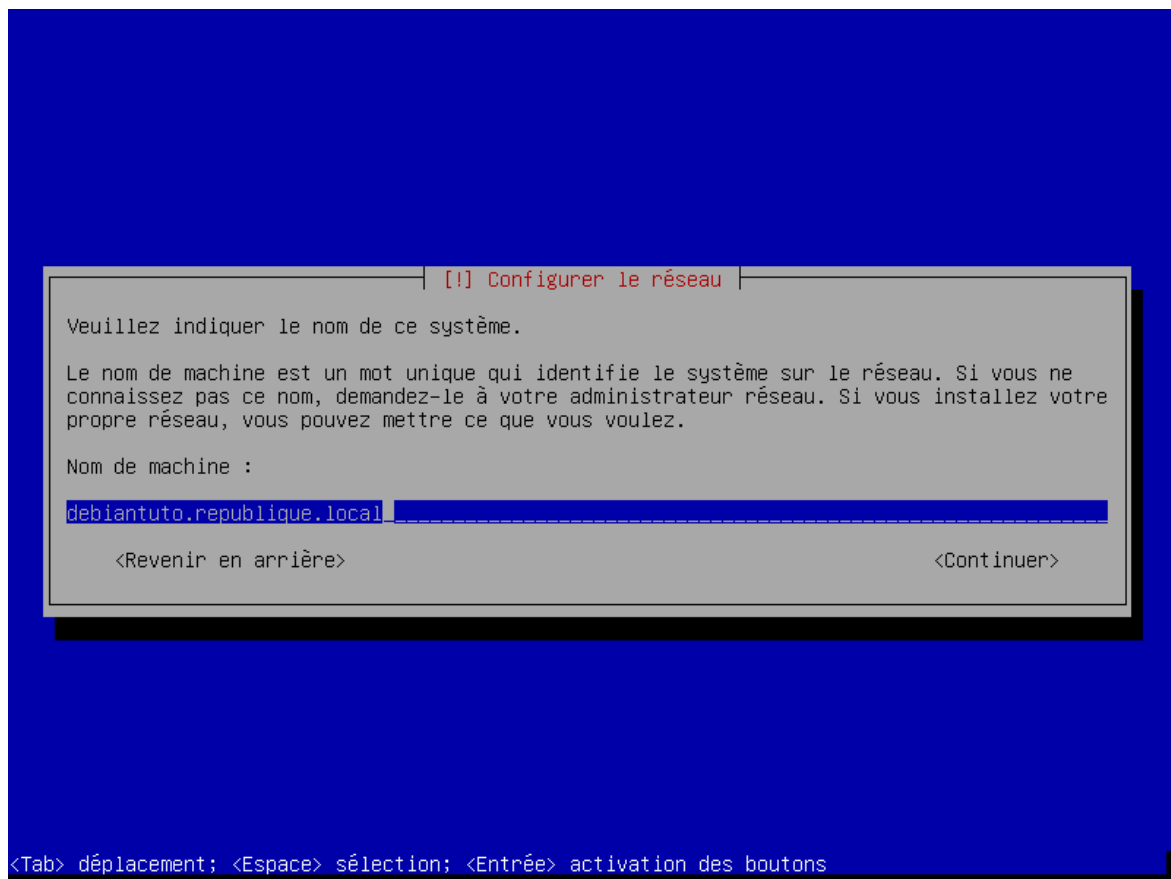 [!] Configurer le réseau
Veuillez indiquer le nom de ce système.
Le nom de machine est un mot unique qui identifie le système sur le réseau. Si vous ne
connaissez pas ce nom, demandez-le à votre administrateur réseau. Si vous installez votre
propre réseau, vous pouvez mettre ce que vous voulez.
Nom de machine :
debiantuto.republique.local
<Revenir en arrière> <Continuer>
<Tab> déplacement; <Espace> sélection; <Entrée> activation des boutons